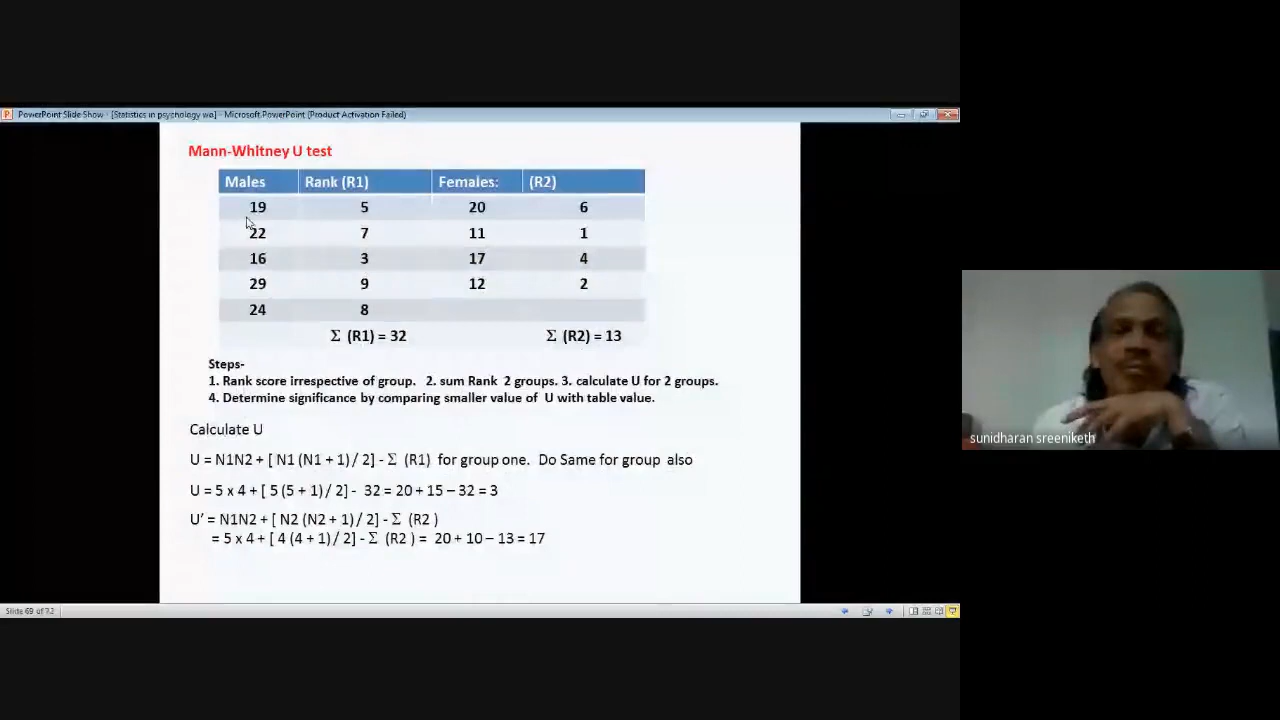 PowerPoint Slide Show - [Statistics in psychology wo] - Microsoft PowerPoint (Product Activation Failed)
Mann-Whitney U test
Males Rank (R1) Females: (R2)
19 5 20 6
22 7 11 1
16 3 17 4
29 9 12 2
24 8
Σ (R1) = 32 Σ (R2) = 13
Steps-
1. Rank score irrespective of group. 2. sum Rank 2 groups. 3. calculate U for 2 groups.
4. Determine significance by comparing smaller value of U with table value.
Calculate U
U = N1N2 + [ N1 (N1 + 1) / 2] - Σ (R1) for group one. Do Same for group also
U = 5 x 4 + [ 5 (5 + 1) / 2] - 32 = 20 + 15 – 32 = 3
U’ = N1N2 + [ N2 (N2 + 1) / 2] - Σ (R2 )
= 5 x 4 + [ 4 (4 + 1) / 2] - Σ (R2 ) = 20 + 10 – 13 = 17
Slide 69 of 72
sunidharan sreeniketh